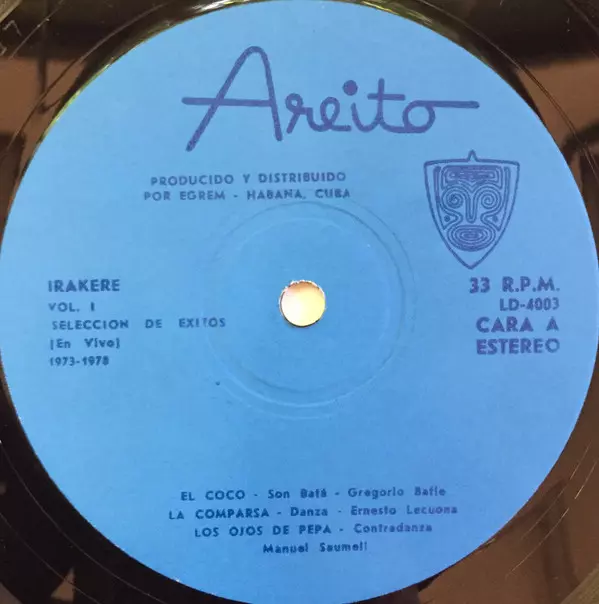 Areito
PRODUCIDO Y DISTRIBUIDO
POR EGREM - HABANA, CUBA
IRAKERE
VOL. I
SELECCION DE EXITOS
(En Vivo)
1973-1978
33 R.P.M.
LD-4003
CARA A
ESTEREO
EL COCO - Son Batá - Gregorio Batle
LA COMPARSA - Danza - Ernesto Lecuona
LOS OJOS DE PEPA - Contradanza
Manuel Saumell